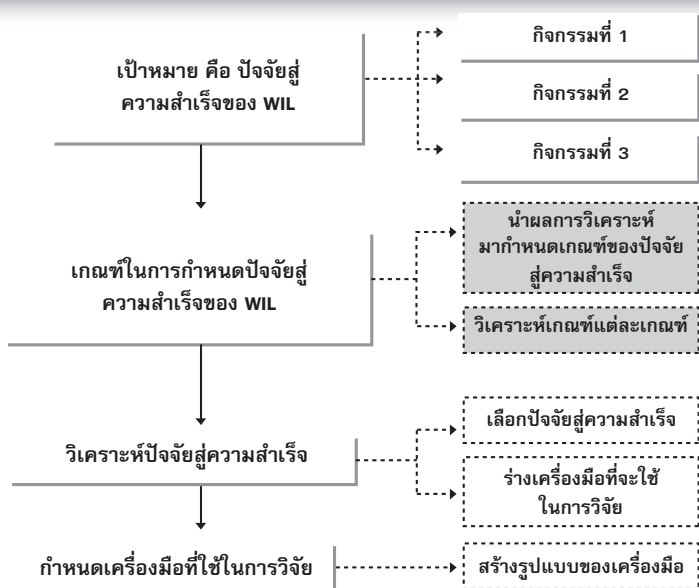 เป้าหมาย คือ ปัจจัยสู่
ความสำเร็จของ WIL
กิจกรรมที่ 1
กิจกรรมที่ 2
กิจกรรมที่ 3
เกณฑ์ในการกำหนดปัจจัยสู่
ความสำเร็จของ WIL
นำผลการวิเคราะห์
มากำหนดเกณฑ์ของปัจจัย
สู่ความสำเร็จ
วิเคราะห์เกณฑ์แต่ละเกณฑ์
วิเคราะห์ปัจจัยสู่ความสำเร็จ
เลือกปัจจัยสู่ความสำเร็จ
ร่างเครื่องมือที่จะใช้
ในการวิจัย
กำหนดเครื่องมือที่ใช้ในการวิจัย
สร้างรูปแบบของเครื่องมือ